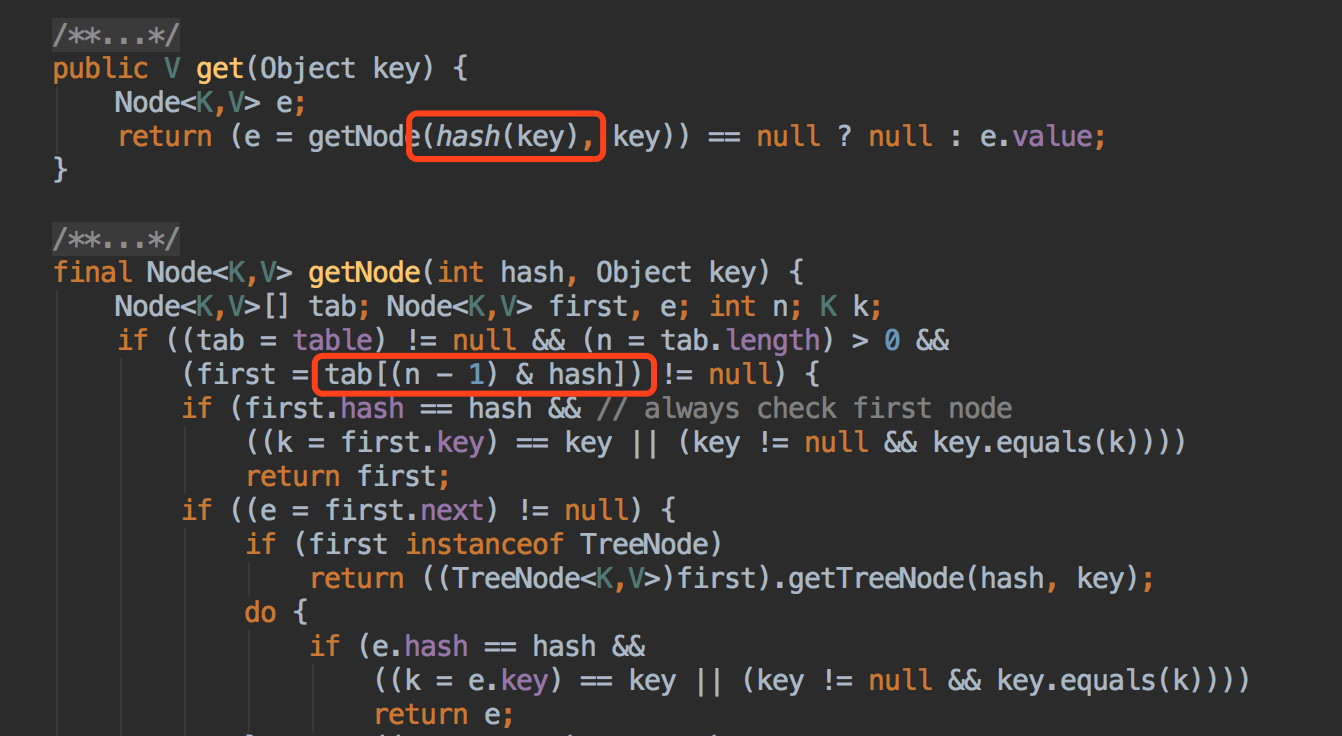 /**...*/
public V get(Object key) {
    Node<K,V> e;
    return (e = getNode(hash(key), key)) == null ? null : e.value;
}

/**...*/
final Node<K,V> getNode(int hash, Object key) {
    Node<K,V>[] tab; Node<K,V> first, e; int n; K k;
    if ((tab = table) != null && (n = tab.length) > 0 &&
        (first = tab[(n - 1) & hash]) != null) {
        if (first.hash == hash && // always check first node
            ((k = first.key) == key || (key != null && key.equals(k))))
            return first;
        if ((e = first.next) != null) {
            if (first instanceof TreeNode)
                return ((TreeNode<K,V>)first).getTreeNode(hash, key);
            do {
                if (e.hash == hash &&
                    ((k = e.key) == key || (key != null && key.equals(k))))
                    return e;